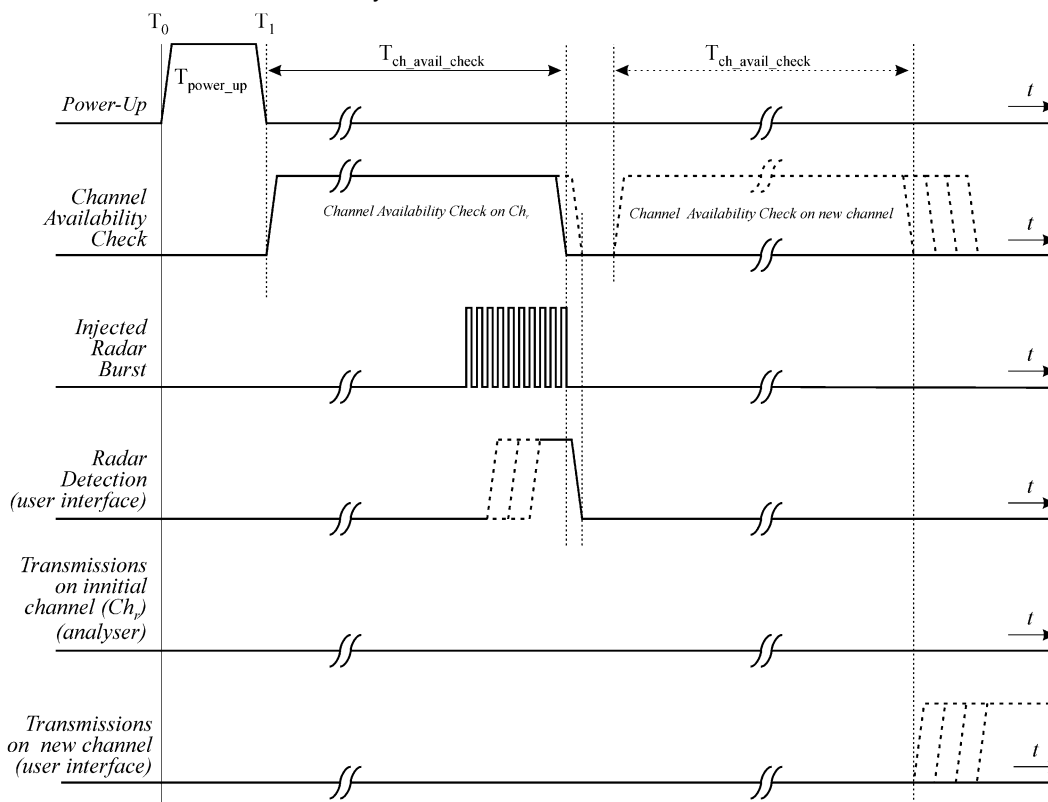 T0 T1
Tch_avail_check Tch_avail_check
Tpower_up
Power-Up
t
Channel
Availability
Check
Channel Availability Check on Chr
Channel Availability Check on new channel
t
Injected
Radar
Burst
t
Radar
Detection
(user interface)
t
Transmissions
on innitial
channel (Chr)
(analyser)
t
Transmissions
on new channel
(user interface)
t